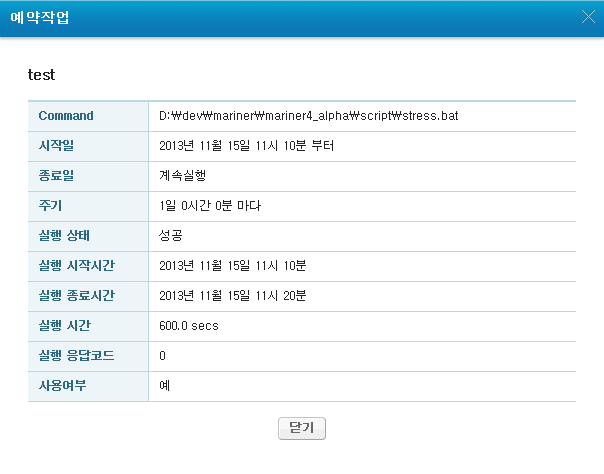 예약작업
test
Command D:₩dev₩mariner₩mariner4_alpha₩script₩stress.bat
시작일 2013년 11월 15일 11시 10분 부터
종료일 계속실행
주기 1일 0시간 0분 마다
실행 상태 성공
실행 시작시간 2013년 11월 15일 11시 10분
실행 종료시간 2013년 11월 15일 11시 20분
실행 시간 600.0 secs
실행 응답코드 0
사용여부 예
닫기